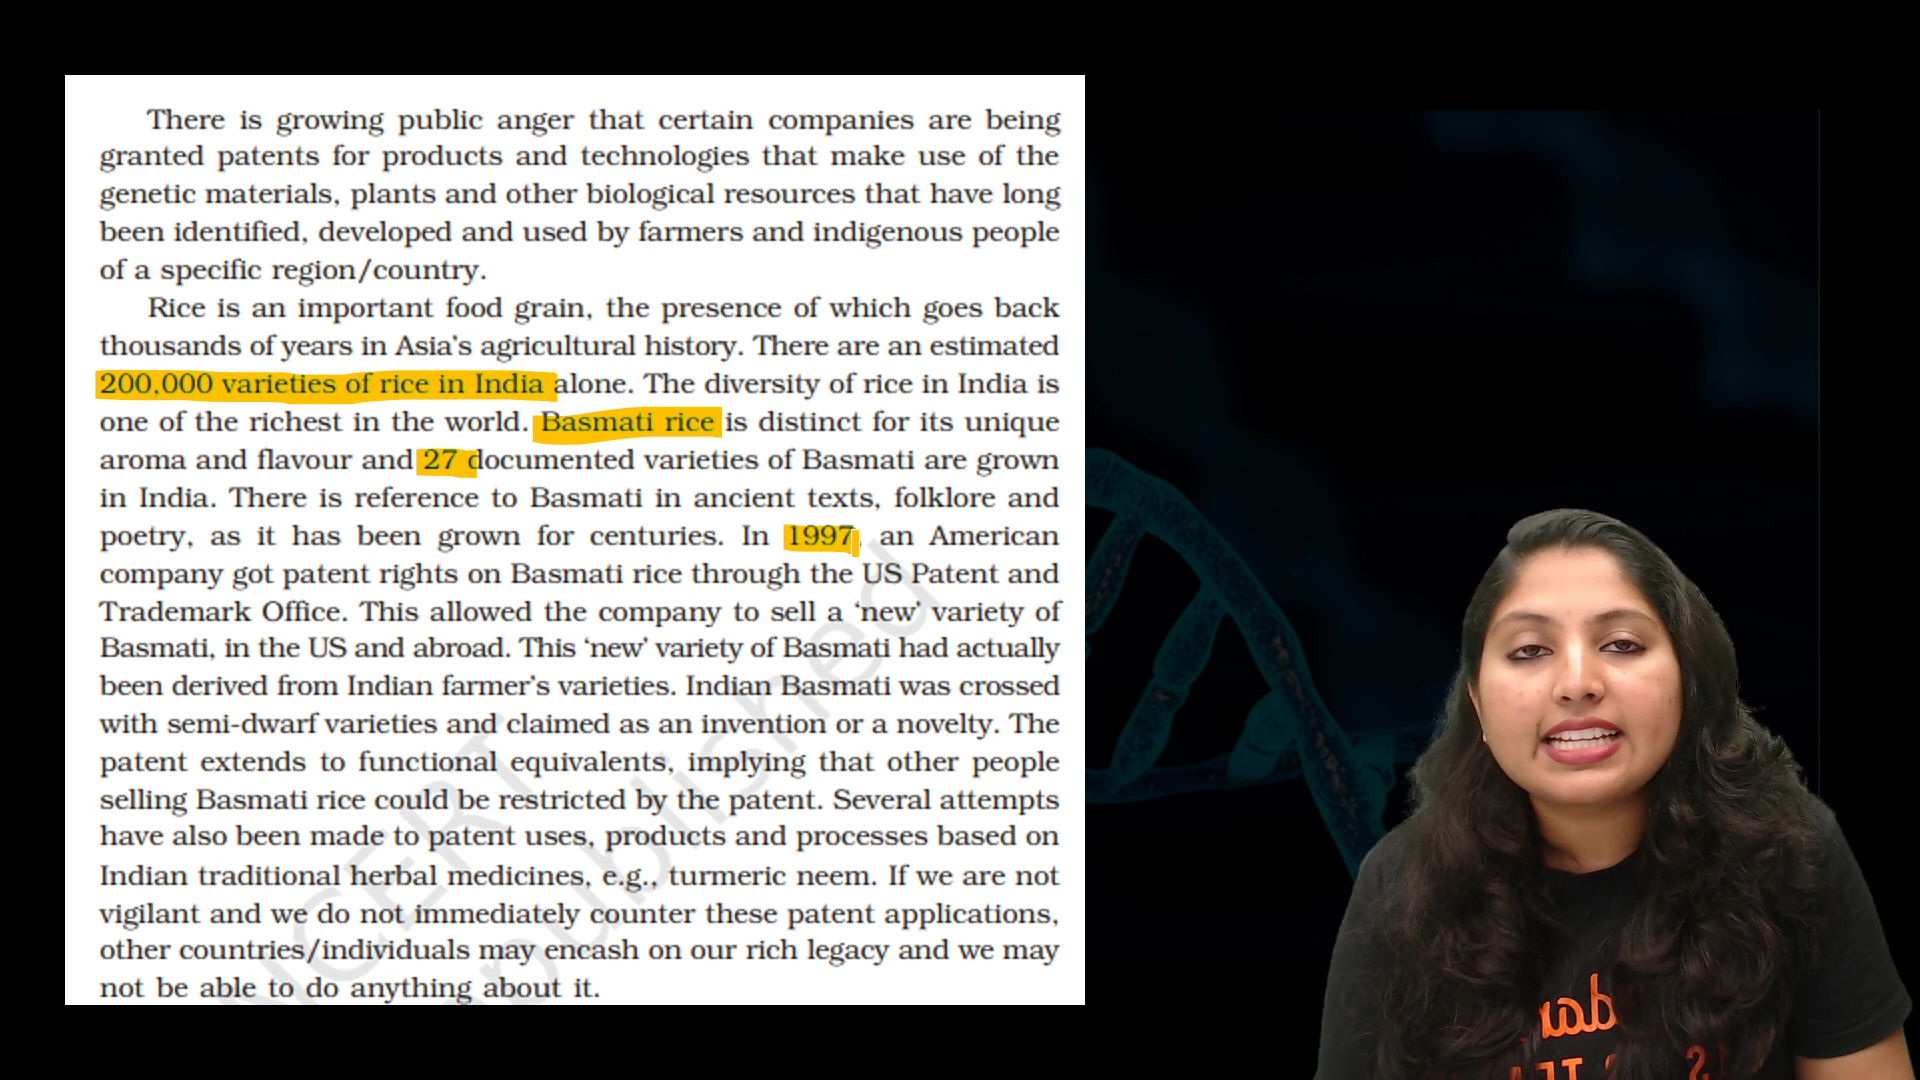 There is growing public anger that certain companies are being
granted patents for products and technologies that make use of the
genetic materials, plants and other biological resources that have long
been identified, developed and used by farmers and indigenous people
of a specific region/country.
Rice is an important food grain, the presence of which goes back
thousands of years in Asia's agricultural history. There are an estimated
200,000 varieties of rice in India alone. The diversity of rice in India is
one of the richest in the world. Basmati rice is distinct for its unique
aroma and flavour and 27 documented varieties of Basmati are grown
in India. There is reference to Basmati in ancient texts, folklore and
poetry, as it has been grown for centuries. In 1997, an American
company got patent rights on Basmati rice through the US Patent and
Trademark Office. This allowed the company to sell a ‘new’ variety of
Basmati, in the US and abroad. This ‘new’ variety of Basmati had actually
been derived from Indian farmer's varieties. Indian Basmati was crossed
with semi-dwarf varieties and claimed as an invention or a novelty. The
patent extends to functional equivalents, implying that other people
selling Basmati rice could be restricted by the patent. Several attempts
have also been made to patent uses, products and processes based on
Indian traditional herbal medicines, e.g., turmeric neem. If we are not
vigilant and we do not immediately counter these patent applications,
other countries/individuals may encash on our rich legacy and we may
not be able to do anything about it.
NCERT
published